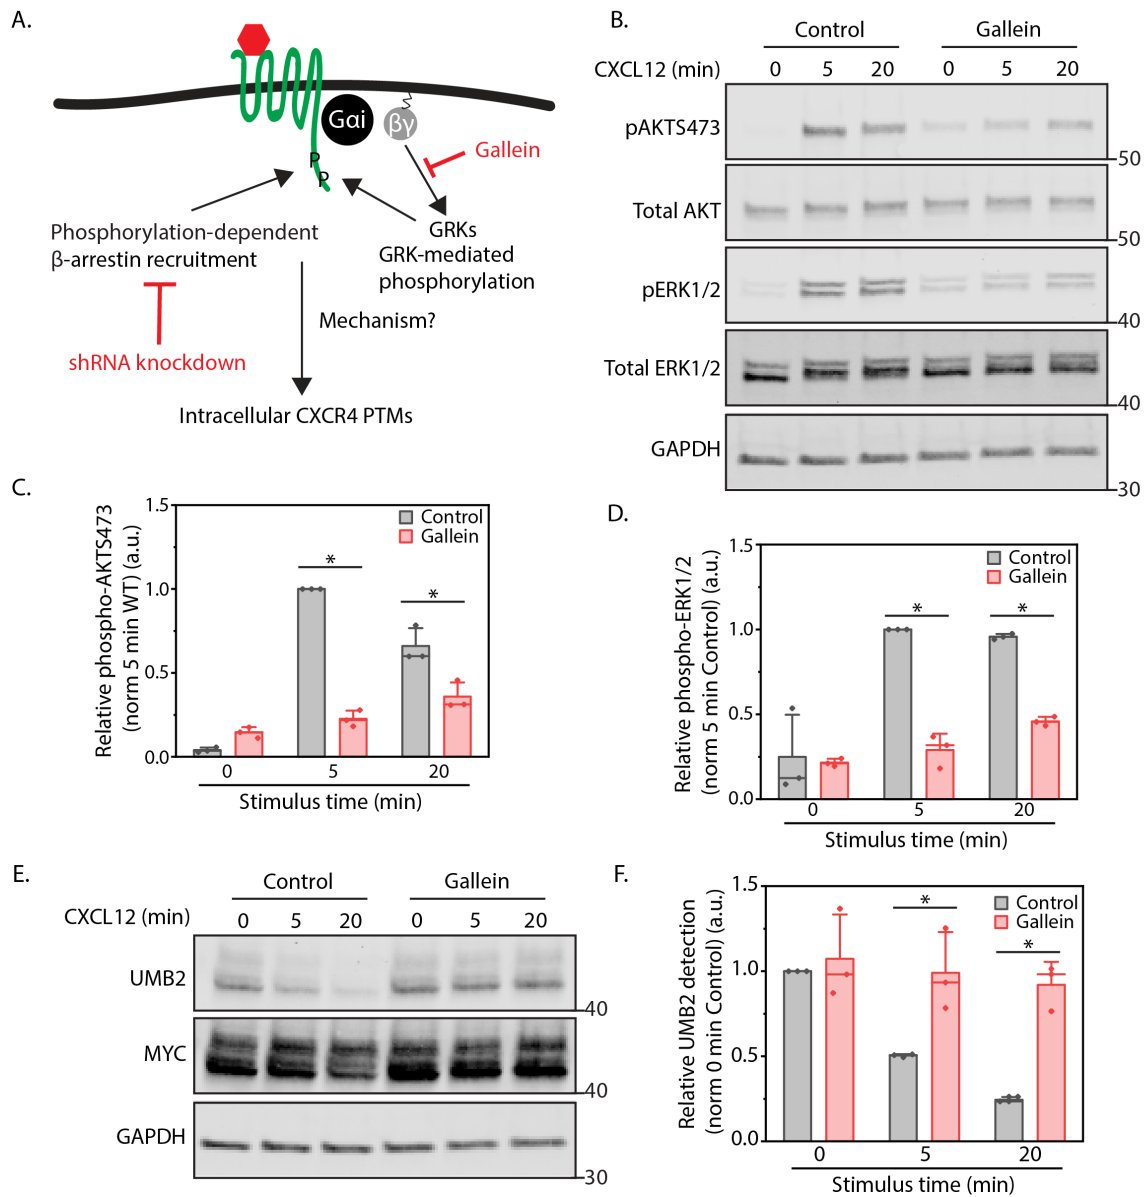 A.
Gαi
βγ
Gallein
P
P
GRKs
GRK-mediated
phosphorylation
Phosphorylation-dependent
β-arrestin recruitment
Mechanism?
shRNA knockdown
Intracellular CXCR4 PTMs
B.
Control Gallein
CXCL12 (min) 0 5 20 0 5 20
pAKTS473
50
Total AKT
50
pERK1/2
40
Total ERK1/2
40
GAPDH
30
C.
Relative phospho-AKTS473
(norm 5 min WT) (a.u.)
1.5
1.0
0.5
0.0
Control
Gallein
*
*
0 5 20
Stimulus time (min)
D.
Relative phospho-ERK1/2
(norm 5 min Control) (a.u.)
1.5
1.0
0.5
0.0
Control
Gallein
*
*
0 5 20
Stimulus time (min)
E.
Control Gallein
CXCL12 (min) 0 5 20 0 5 20
UMB2
40
MYC
40
GAPDH
30
F.
Relative UMB2 detection
(norm 0 min Control) (a.u.)
1.5
1.0
0.5
0.0
Control
Gallein
*
*
0 5 20
Stimulus time (min)